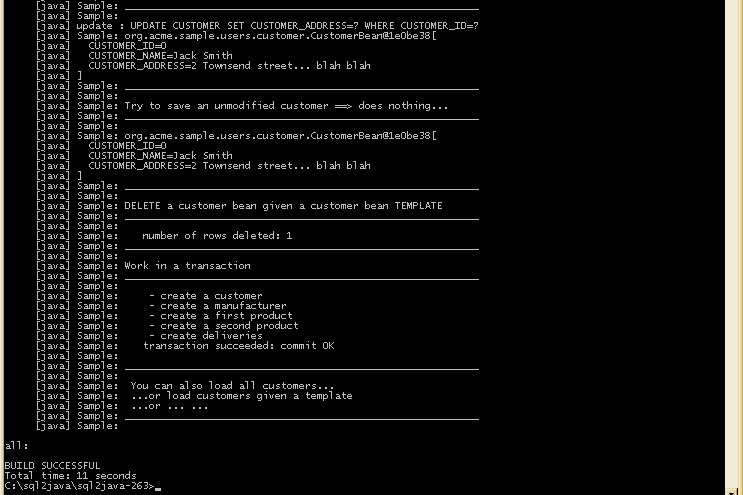 [java] Sample: ____________________
[java] Sample:
[java] update : UPDATE CUSTOMER SET CUSTOMER_ADDRESS=? WHERE CUSTOMER_ID=?
[java] Sample: org.acme.sample.users.customer.CustomerBean@1e0be38[
[java]   CUSTOMER_ID=0
[java]   CUSTOMER_NAME=Jack Smith
[java]   CUSTOMER_ADDRESS=2 Townsend street... blah blah
[java] ]
[java] Sample: ____________________
[java] Sample:
[java] Sample: Try to save an unmodified customer ==> does nothing...
[java] Sample: ____________________
[java] Sample:
[java] Sample: org.acme.sample.users.customer.CustomerBean@1e0be38[
[java]   CUSTOMER_ID=0
[java]   CUSTOMER_NAME=Jack Smith
[java]   CUSTOMER_ADDRESS=2 Townsend street... blah blah
[java] ]
[java] Sample: ____________________
[java] Sample:
[java] Sample: DELETE a customer bean given a customer bean TEMPLATE
[java] Sample: ____________________
[java] Sample:
[java] Sample:    number of rows deleted: 1
[java] Sample: ____________________
[java] Sample:
[java] Sample: Work in a transaction
[java] Sample: ____________________
[java] Sample:
[java] Sample:     - create a customer
[java] Sample:     - create a manufacturer
[java] Sample:     - create a first product
[java] Sample:     - create a second product
[java] Sample:     - create deliveries
[java] Sample:    transaction succeeded: commit OK
[java] Sample:
[java] Sample: ____________________
[java] Sample:
[java] Sample:  You can also load all customers...
[java] Sample:  ...or load customers given a template
[java] Sample:  ...or ... ...
[java] Sample: ____________________
[java] Sample:
all:
BUILD SUCCESSFUL
Total time: 11 seconds
C:\sql2java\sql2java-263>_